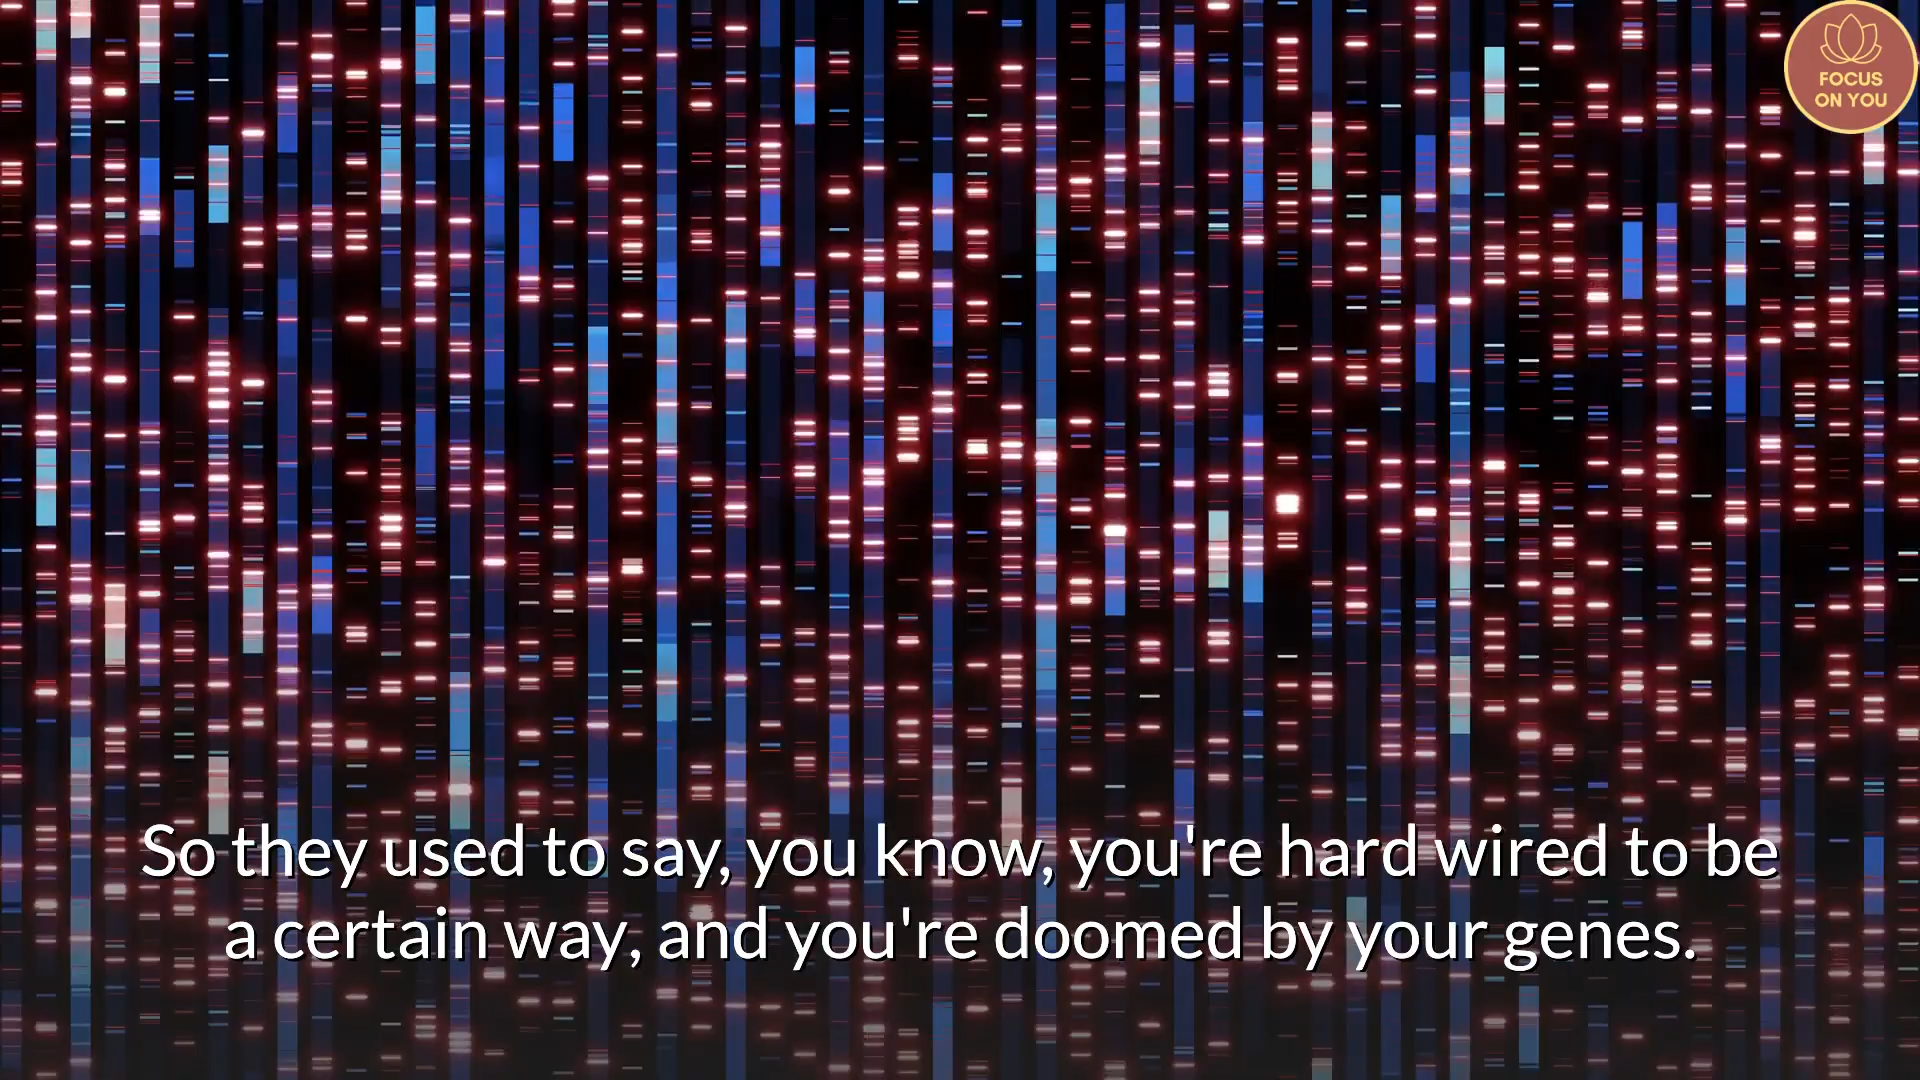 FOCUS
ON YOU
So they used to say, you know, you're hard wired to be
a certain way, and you're doomed by your genes.